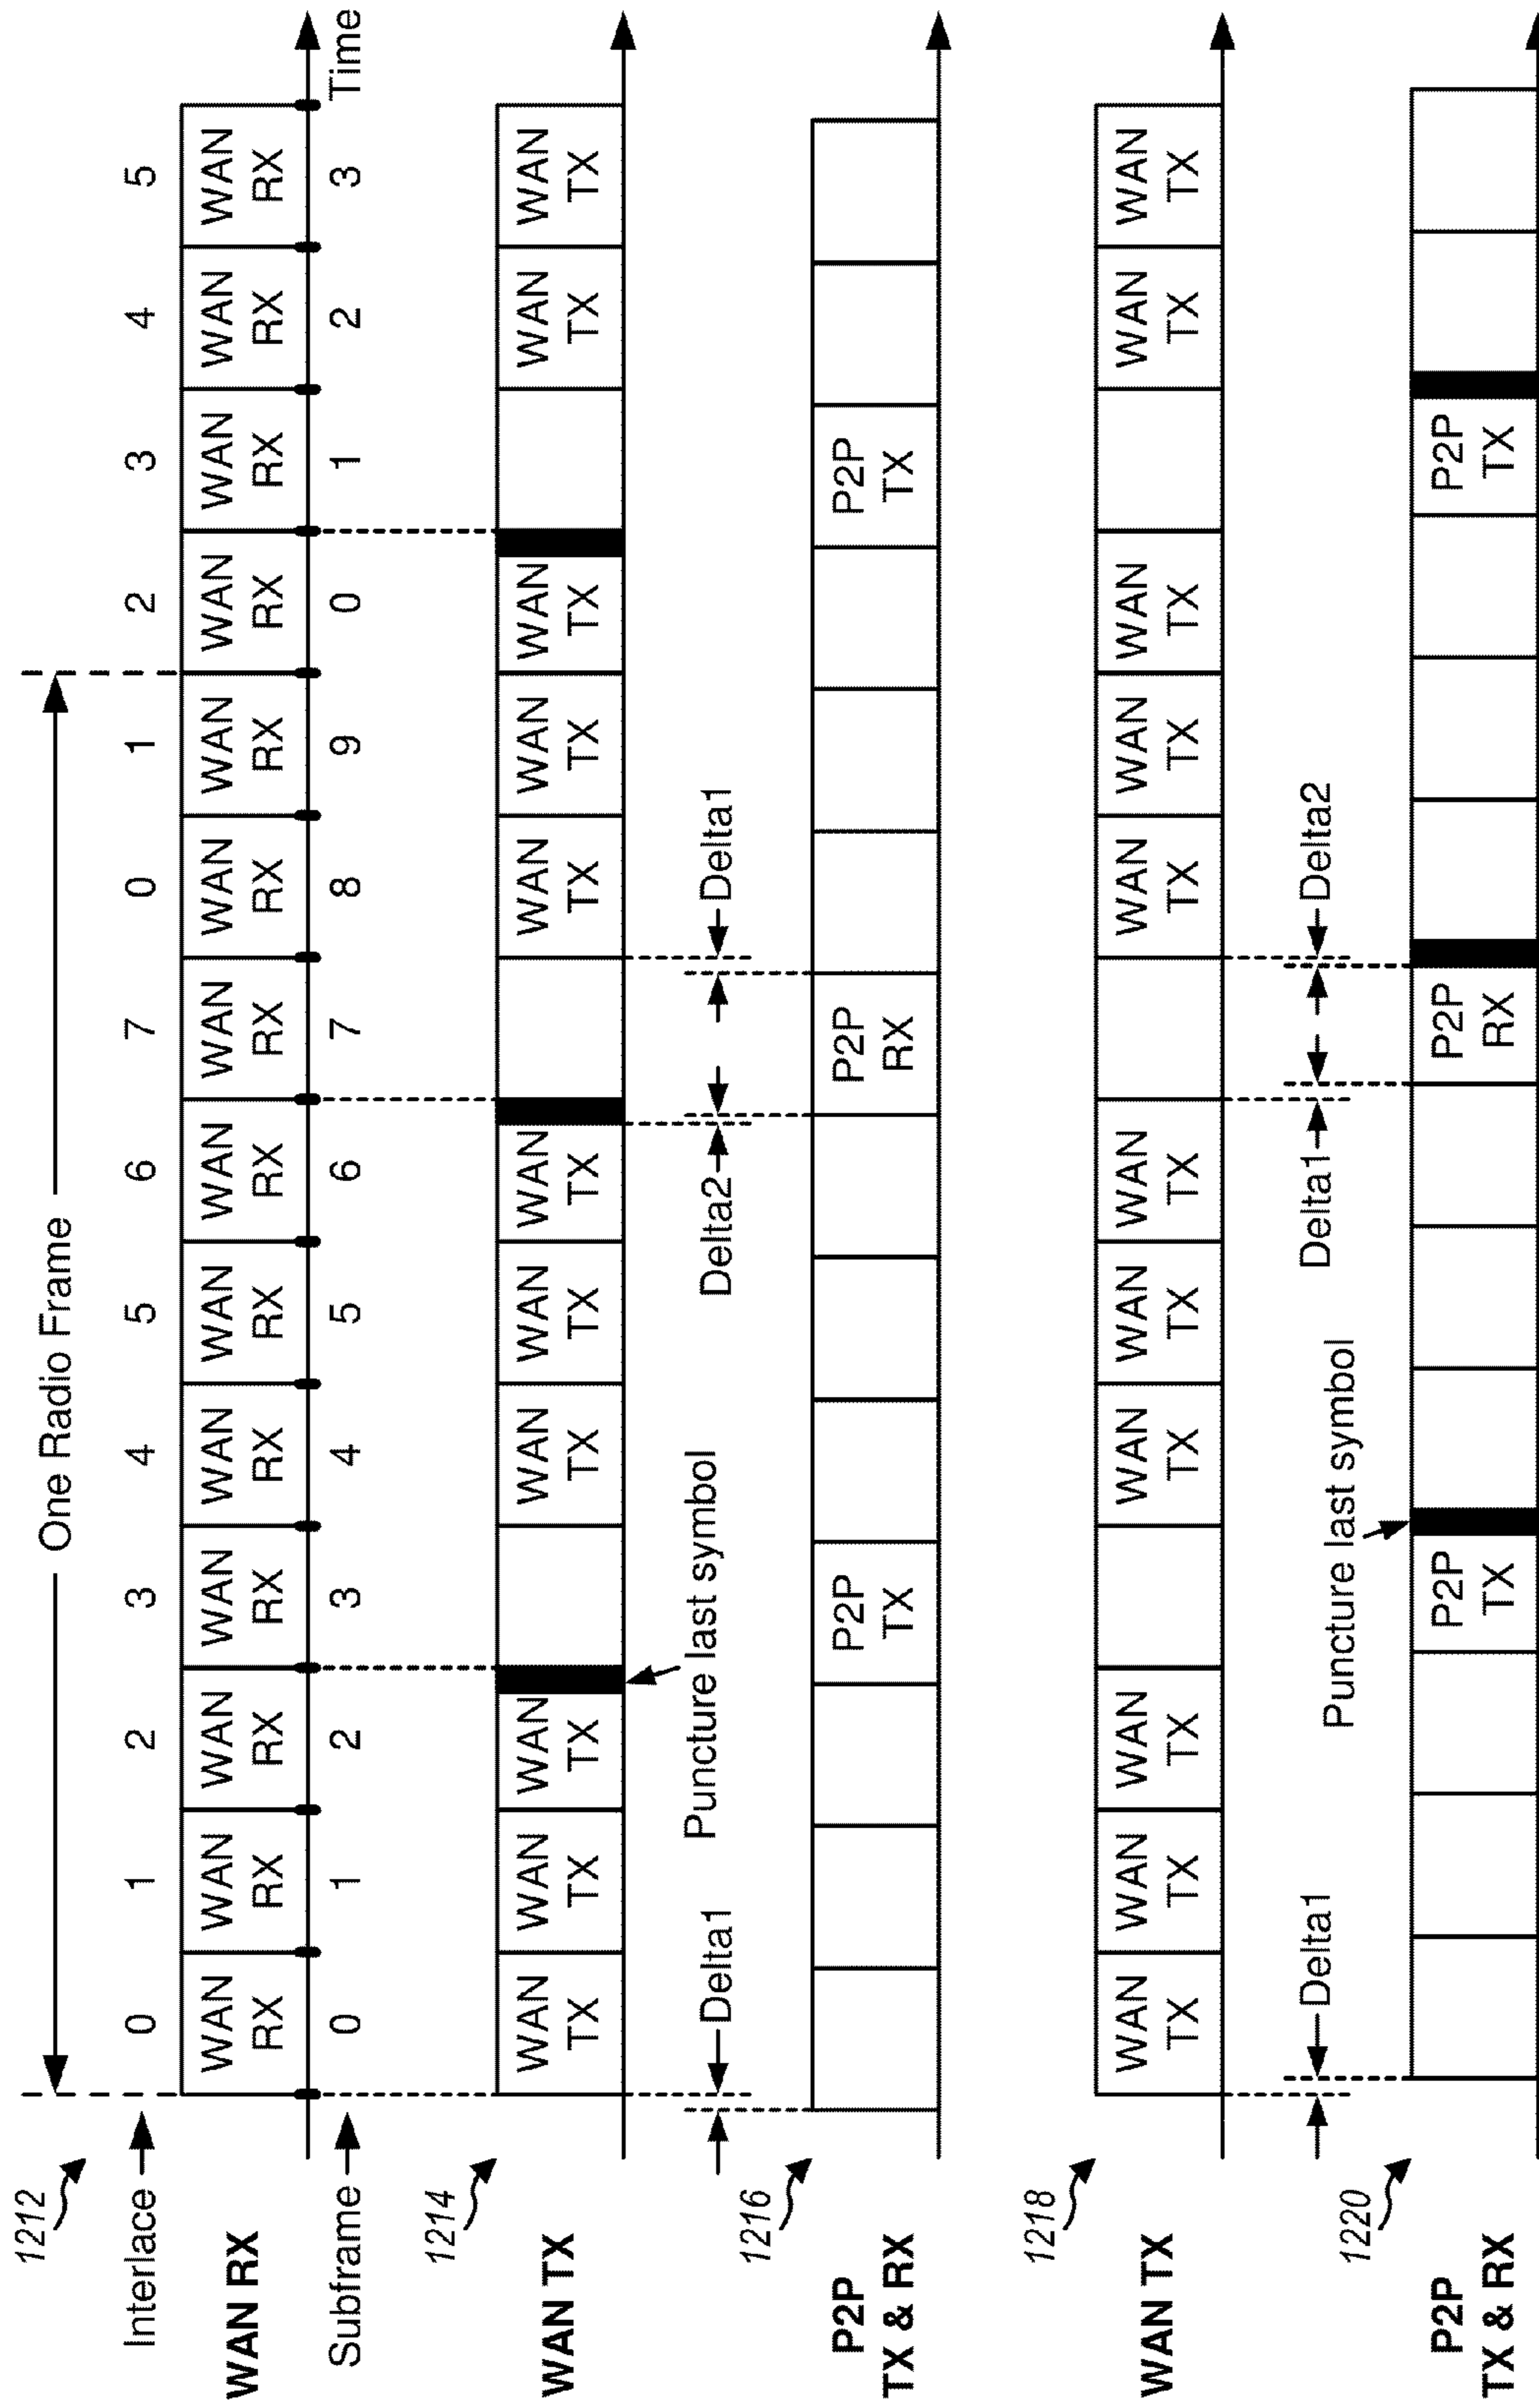 One Radio Frame
1212
Interlace 0 1 2 3 4 5 6 7 0 1 2 3 4 5
WAN RX
WAN WAN WAN WAN WAN WAN WAN WAN WAN WAN WAN WAN WAN WAN
RX RX RX RX RX RX RX RX RX RX RX RX RX RX
Subframe 0 1 2 3 4 5 6 7 8 9 0 1 2 3 Time
1214
WAN TX
WAN WAN WAN WAN WAN WAN WAN WAN WAN WAN WAN
TX TX TX TX TX TX TX TX TX TX TX
Puncture last symbol
Delta1 Delta2 Delta1
1216
P2P
TX & RX
P2P P2P P2P
TX RX TX
1218
WAN TX
WAN WAN WAN WAN WAN WAN WAN WAN WAN WAN WAN
TX TX TX TX TX TX TX TX TX TX TX
Delta1 Delta1 Delta2
Puncture last symbol
1220
P2P
TX & RX
P2P P2P P2P
TX RX TX